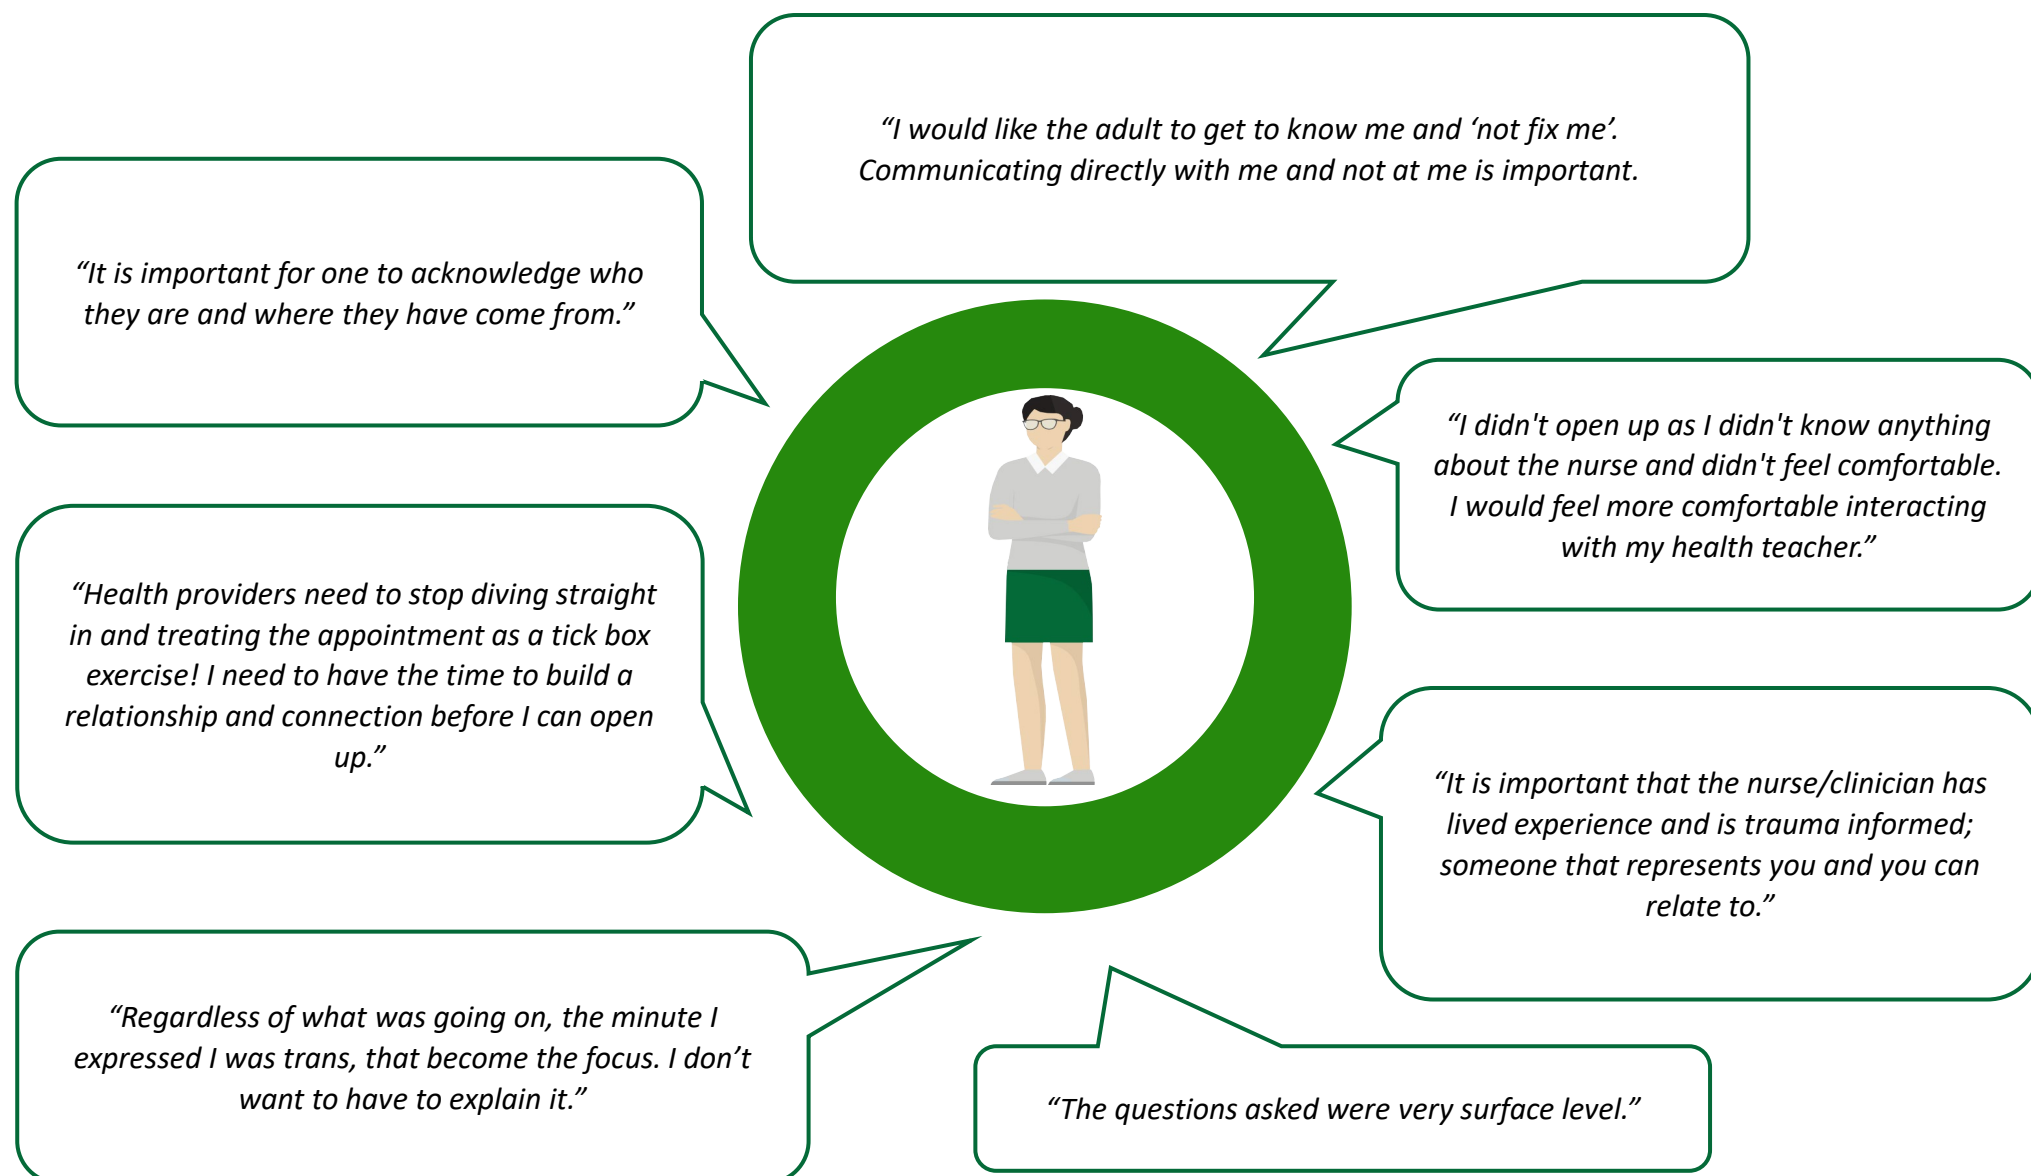 “I would like the adult to get to know me and ‘not fix me’.
Communicating directly with me and not at me is important.
“It is important for one to acknowledge who
they are and where they have come from.”
“I didn't open up as I didn't know anything
about the nurse and didn't feel comfortable.
I would feel more comfortable interacting
with my health teacher.”
“Health providers need to stop diving straight
in and treating the appointment as a tick box
exercise! I need to have the time to build a
relationship and connection before I can open
up.”
“It is important that the nurse/clinician has
lived experience and is trauma informed;
someone that represents you and you can
relate to.”
“Regardless of what was going on, the minute I
expressed I was trans, that become the focus. I don’t
want to have to explain it.”
“The questions asked were very surface level.”